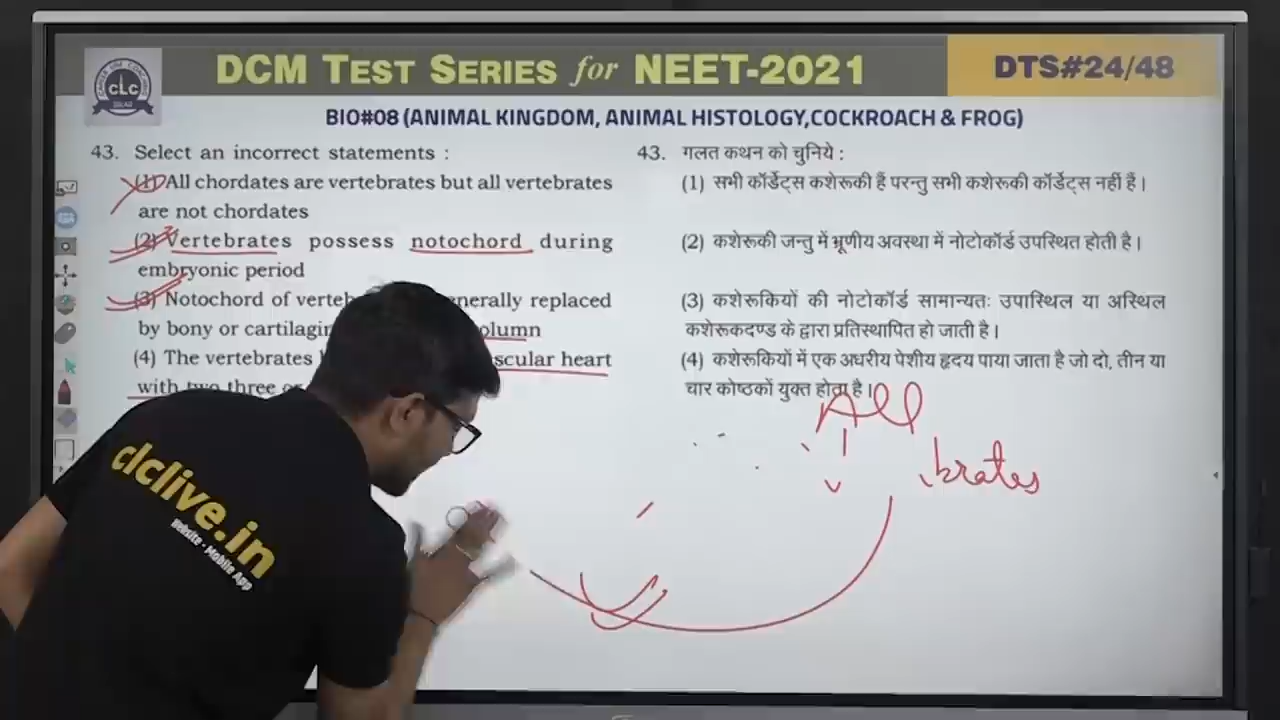 DCM TEST SERIES for NEET-2021
DTS#24/48
CLC
BIO#08 (ANIMAL KINGDOM, ANIMAL HISTOLOGY,COCKROACH & FROG)
43. Select an incorrect statements :
(1) All chordates are vertebrates but all vertebrates
are not chordates
(2) Vertebrates possess notochord during
embryonic period
(3) Notochord of replaced
by bony or
(4) The vertebrates heart
with two three
43. गलत कथन को चुनिये :
(1) सभी कॉर्डेट्स कशेरूकी हैं परन्तु सभी कशेरूकी कॉर्डेट्स नहीं हैं।
(2) कशेरूकी जन्तु में भ्रूणीय अवस्था में नोटोकॉर्ड उपस्थित होती है।
(3) कशेरूकियों की नोटोकॉर्ड सामान्यतः उपास्थिल या अस्थिल
कशेरूकदण्ड के द्वारा प्रतिस्थापित हो जाती है।
(4) कशेरूकियों में एक अधरीय पेशीय हृदय पाया जाता है जो दो, तीन या
चार कोष्ठकों युक्त होता है।
All
brates
clclive.in
Website - Mobile App